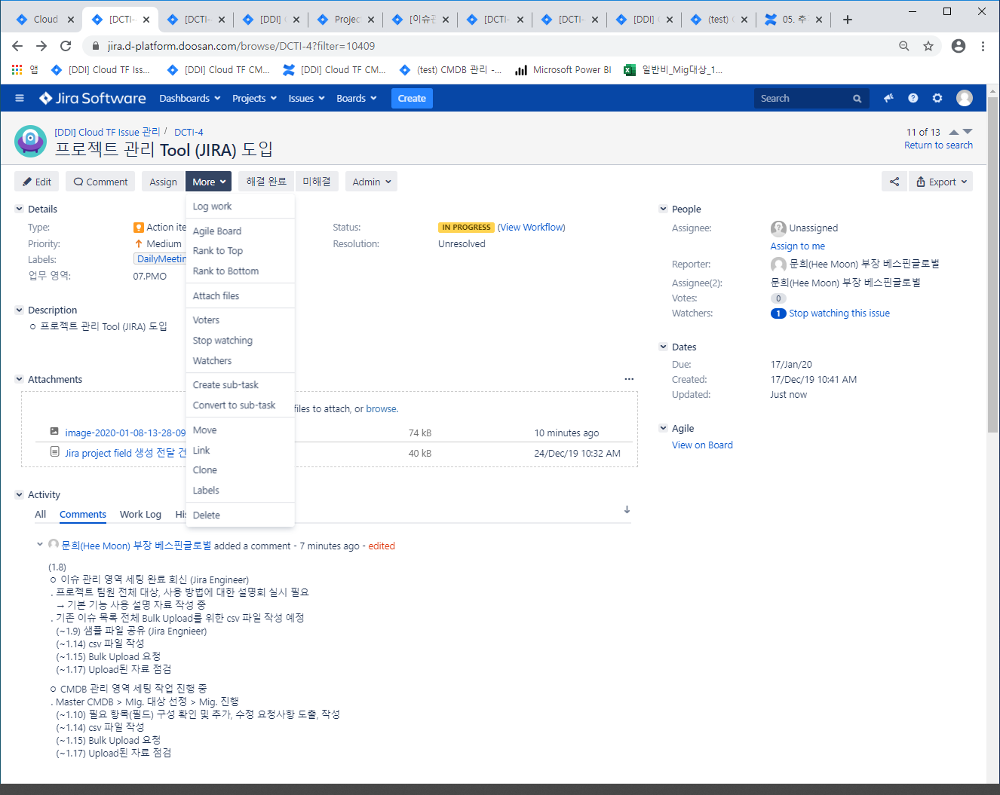 Cloud
[DCTI-
[DCTI-
[DDI] C
Projec
[이슈관
[DCTI-
[DCTI-
[DDI] C
(test) C
05. 추
jira.d-platform.doosan.com/browse/DCTI-4?filter=10409
앱
[DDI] Cloud TF Iss...
[DDI] Cloud TF CM...
[DDI] Cloud TF CM...
(test) CMDB 관리 -...
Microsoft Power BI
일반비_Mig대상_1...
Jira Software
Dashboards
Projects
Issues
Boards
Create
Search
[DDI] Cloud TF Issue 관리 / DCTI-4
프로젝트 관리 Tool (JIRA) 도입
11 of 13
Return to search
Edit
Comment
Assign
More
해결 완료
미해결
Admin
Export
Log work
Agile Board
Rank to Top
Rank to Bottom
Attach files
Voters
Stop watching
Watchers
Create sub-task
Convert to sub-task
Move
Link
Clone
Labels
Delete
Details
Type: Action ite
Priority: Medium
Labels: DailyMeetin
업무 영역: 07.PMO
Status: IN PROGRESS (View Workflow)
Resolution: Unresolved
Description
프로젝트 관리 Tool (JIRA) 도입
Attachments
files to attach, or browse.
image-2020-01-08-13-28-09 74 kB 10 minutes ago
Jira project field 생성 전달 건 40 kB 24/Dec/19 10:32 AM
Activity
All
Comments
Work Log
His
문희(Hee Moon) 부장 베스핀글로벌 added a comment - 7 minutes ago - edited
(1.8)
ㅇ 이슈 관리 영역 세팅 완료 회신 (Jira Engineer)
. 프로젝트 팀원 전체 대상, 사용 방법에 대한 설명회 실시 필요
→ 기본 기능 사용 설명 자료 작성 중
. 기존 이슈 목록 전체 Bulk Upload를 위한 csv 파일 작성 예정
(~1.9) 샘플 파일 공유 (Jira Engnieer)
(~1.14) csv 파일 작성
(~1.15) Bulk Upload 요청
(~1.17) Upload된 자료 점검
ㅇ CMDB 관리 영역 세팅 작업 진행 중
. Master CMDB > MIg. 대상 선정 > Mig. 진행
(~1.10) 필요 항목(필드) 구성 확인 및 추가, 수정 요청사항 도출, 작성
(~1.14) csv 파일 작성
(~1.15) Bulk Upload 요청
(~1.17) Upload된 자료 점검
People
Assignee: Unassigned
Assign to me
Reporter: 문희(Hee Moon) 부장 베스핀글로벌
Assignee(2): 문희(Hee Moon) 부장 베스핀글로벌
Votes: 0
Watchers: 1 Stop watching this issue
Dates
Due: 17/Jan/20
Created: 17/Dec/19 10:41 AM
Updated: Just now
Agile
View on Board